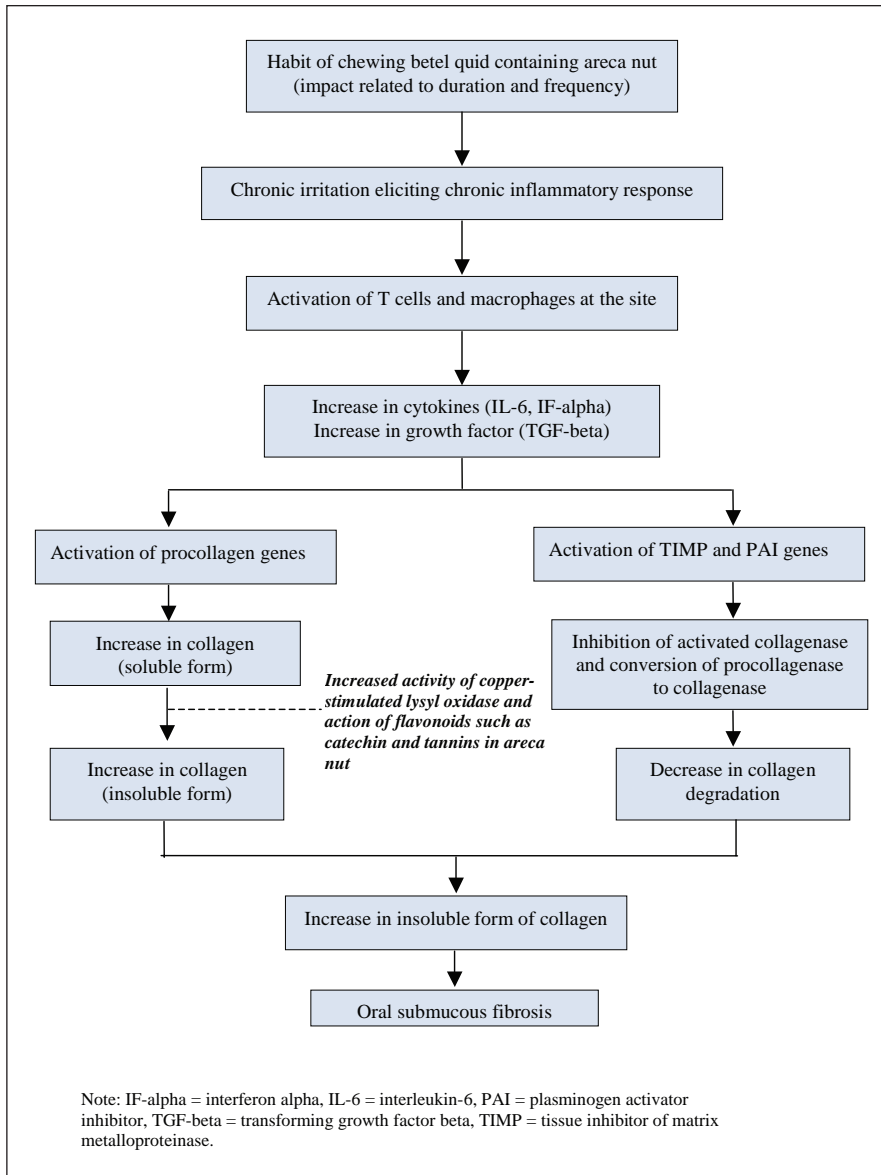 Habit of chewing betel quid containing areca nut
(impact related to duration and frequency)
Chronic irritation eliciting chronic inflammatory response
Activation of T cells and macrophages at the site
Increase in cytokines (IL-6, IF-alpha)
Increase in growth factor (TGF-beta)
Activation of procollagen genes
Increase in collagen
(soluble form)
Increased activity of copper-
stimulated lysyl oxidase and
action of flavonoids such as
catechin and tannins in areca
nut
Increase in collagen
(insoluble form)
Activation of TIMP and PAI genes
Inhibition of activated collagenase
and conversion of procollagenase
to collagenase
Decrease in collagen
degradation
Increase in insoluble form of collagen
Oral submucous fibrosis
Note: IF-alpha = interferon alpha, IL-6 = interleukin-6, PAI = plasminogen activator
inhibitor, TGF-beta = transforming growth factor beta, TIMP = tissue inhibitor of matrix
metalloproteinase.